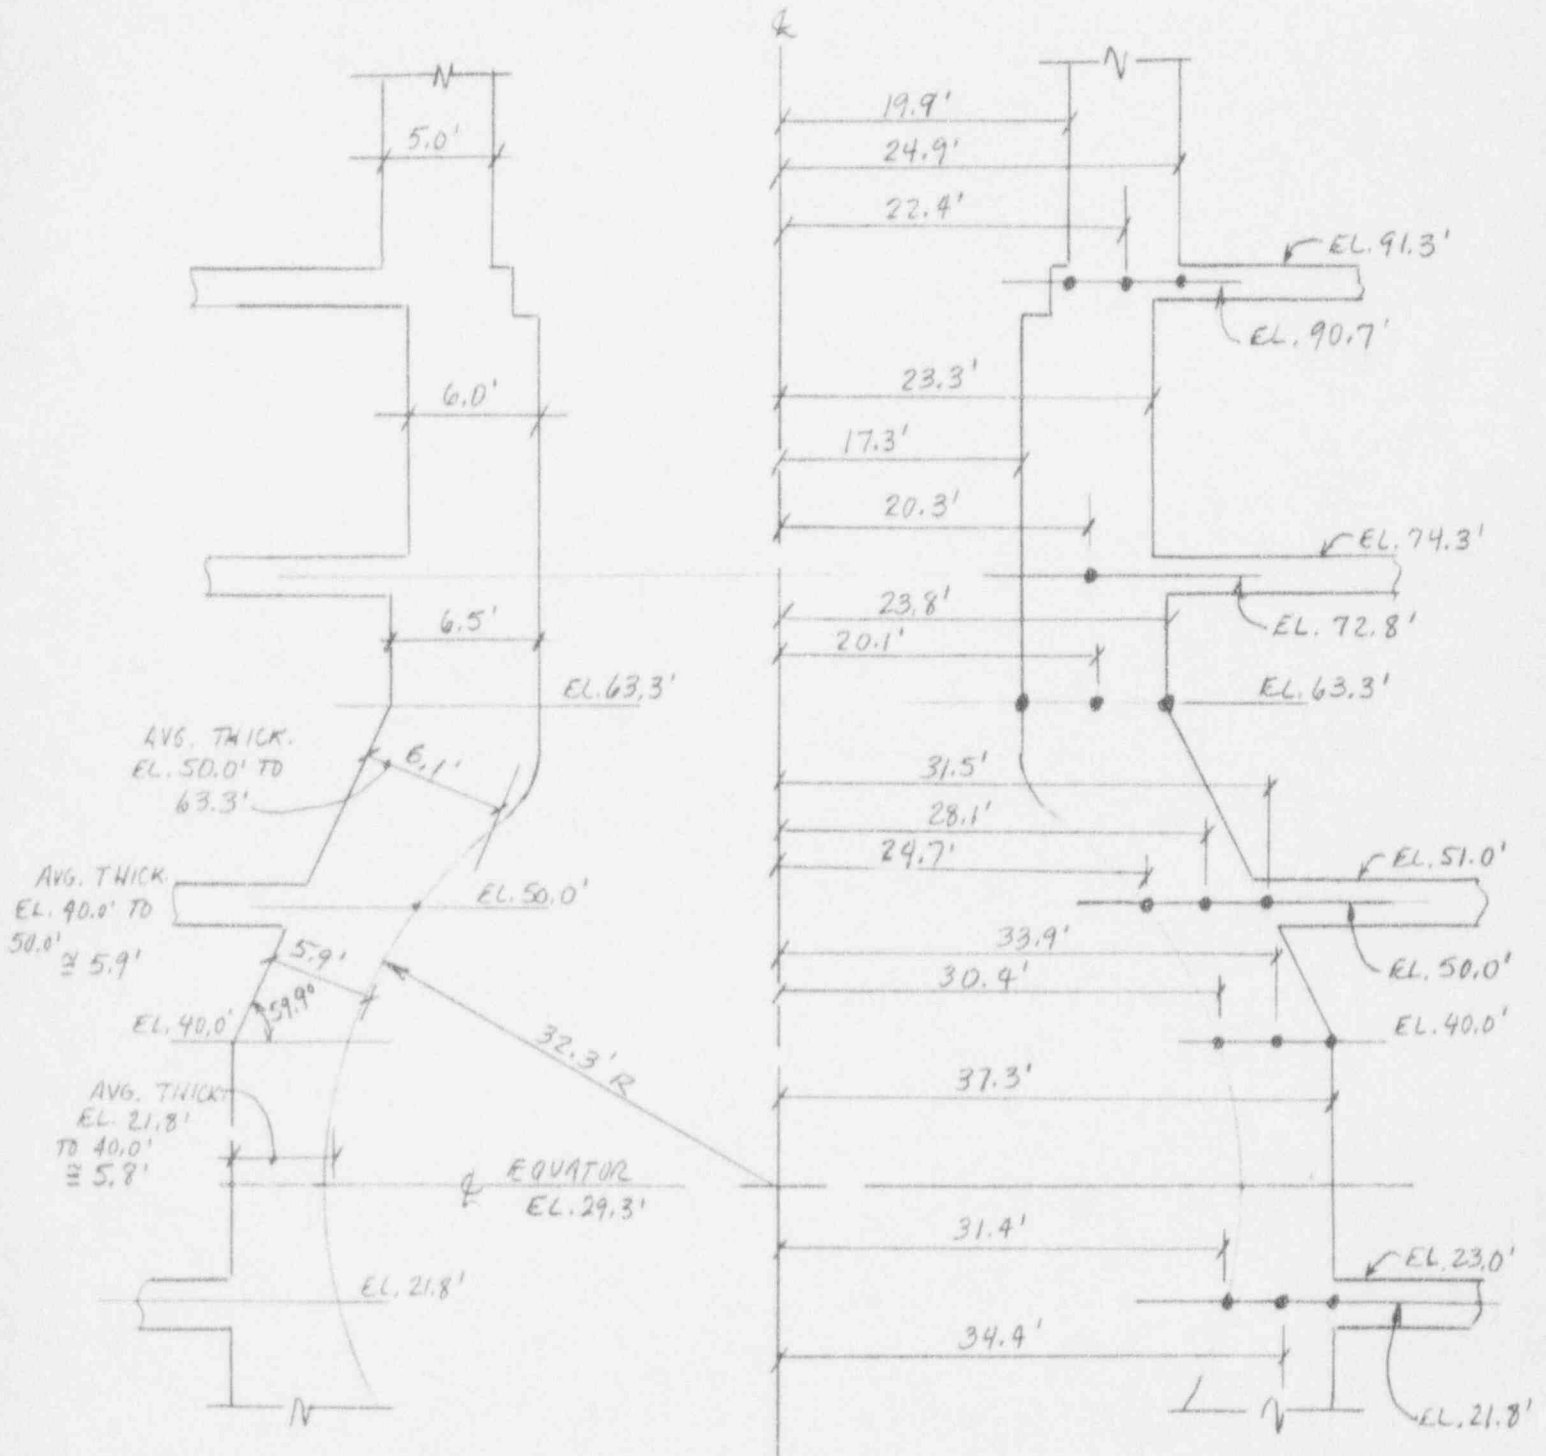 ℄
19.9'
5.0'
24.9'
22.4'
EL. 91.3'
EL. 90.7'
23.3'
6.0'
17.3'
20.3'
EL. 74.3'
23.8'
EL. 72.8'
6.5'
20.1'
EL. 63.3'
EL. 63.3'
AVG. THICK.
EL. 50.0' TO
63.3'
6.1'
31.5'
28.1'
24.7'
EL. 51.0'
AVG. THICK
EL. 40.0' TO
50.0'
≅ 5.9'
EL. 50.0'
33.9'
5.9'
EL. 50.0'
30.4'
59.9°
EL. 40.0'
EL. 40.0'
32.3' R
37.3'
AVG. THICK
EL. 21.8'
TO 40.0'
≅ 5.8'
℄ EQUATOR
EL. 29.3'
31.4'
EL. 23.0'
EL. 21.8'
34.4'
EL. 21.8'